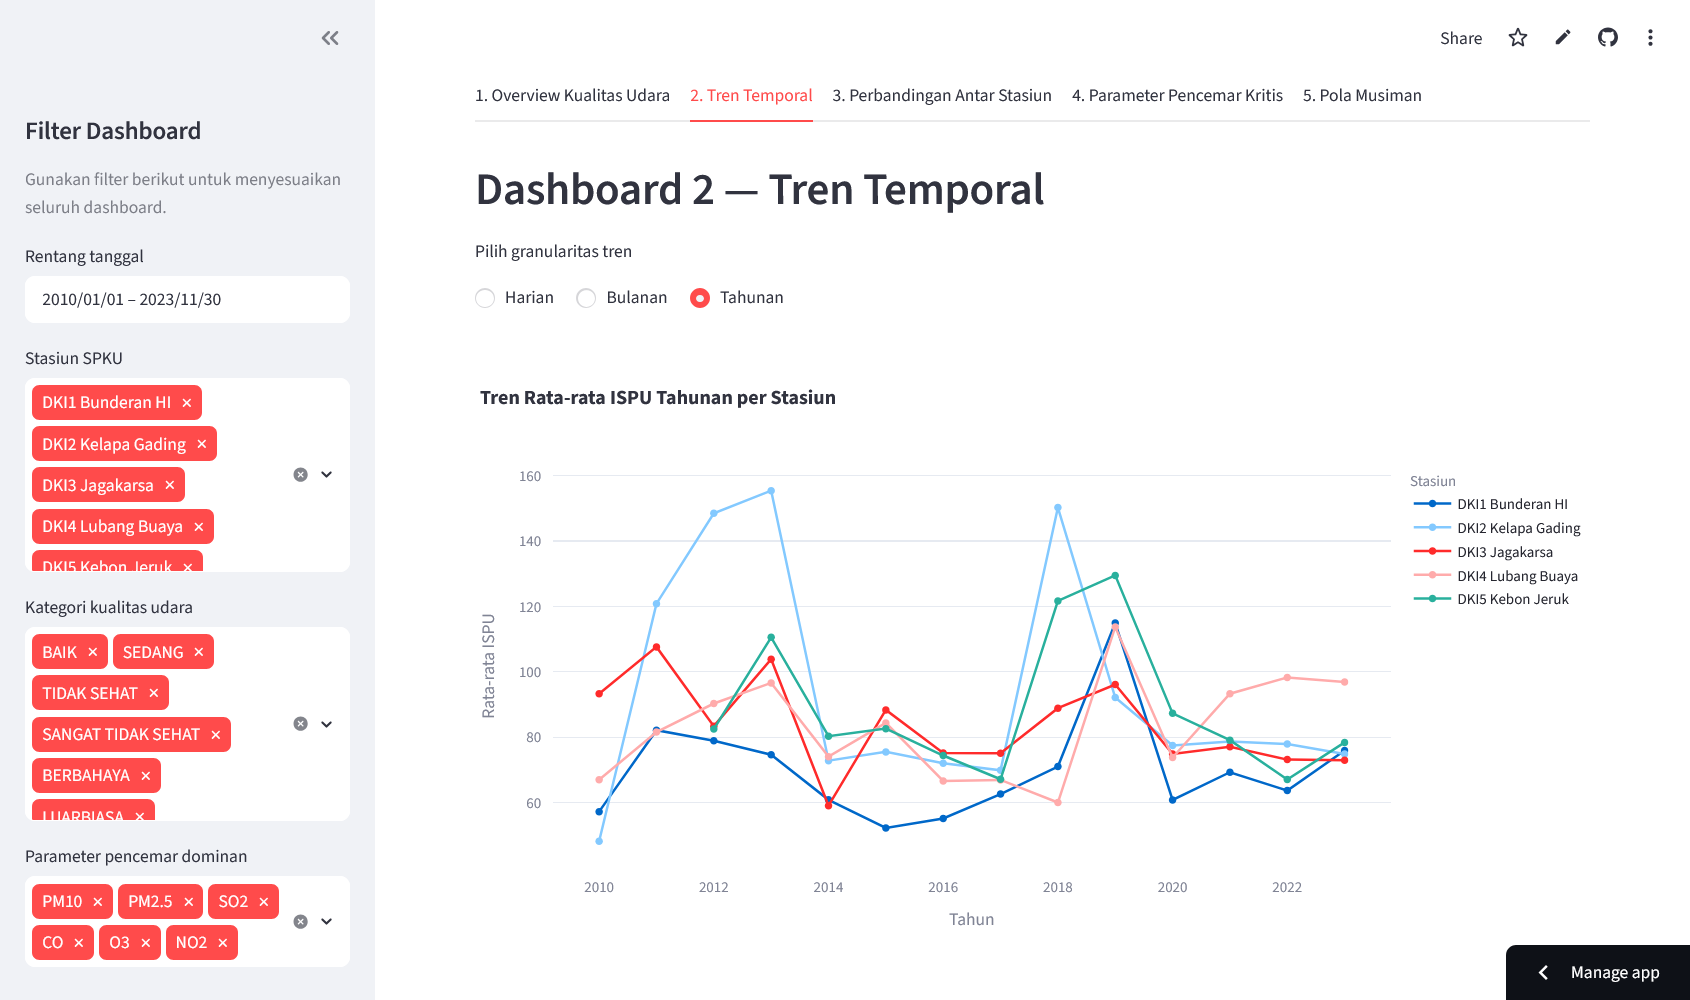 Share
1. Overview Kualitas Udara 2. Tren Temporal 3. Perbandingan Antar Stasiun 4. Parameter Pencemar Kritis 5. Pola Musiman
Filter Dashboard
Gunakan filter berikut untuk menyesuaikan
seluruh dashboard.
Rentang tanggal
2010/01/01 – 2023/11/30
Stasiun SPKU
DKI1 Bunderan HI
DKI2 Kelapa Gading
DKI3 Jagakarsa
DKI4 Lubang Buaya
DKI5 Kebon Jeruk
Kategori kualitas udara
BAIK SEDANG
TIDAK SEHAT
SANGAT TIDAK SEHAT
BERBAHAYA
LUARBIASA
Parameter pencemar dominan
PM10 PM2.5 SO2
CO O3 NO2
Dashboard 2 — Tren Temporal
Pilih granularitas tren
Harian Bulanan Tahunan
Tren Rata-rata ISPU Tahunan per Stasiun
160
140
120
100
80
60
Rata-rata ISPU
2010 2012 2014 2016 2018 2020 2022
Tahun
Stasiun
DKI1 Bunderan HI
DKI2 Kelapa Gading
DKI3 Jagakarsa
DKI4 Lubang Buaya
DKI5 Kebon Jeruk
Manage app